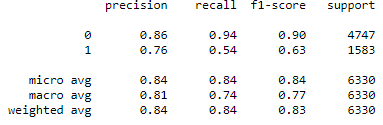 precision recall f1-score support
0 0.86 0.94 0.90 4747
1 0.76 0.54 0.63 1583
micro avg 0.84 0.84 0.84 6330
macro avg 0.81 0.74 0.77 6330
weighted avg 0.84 0.84 0.83 6330